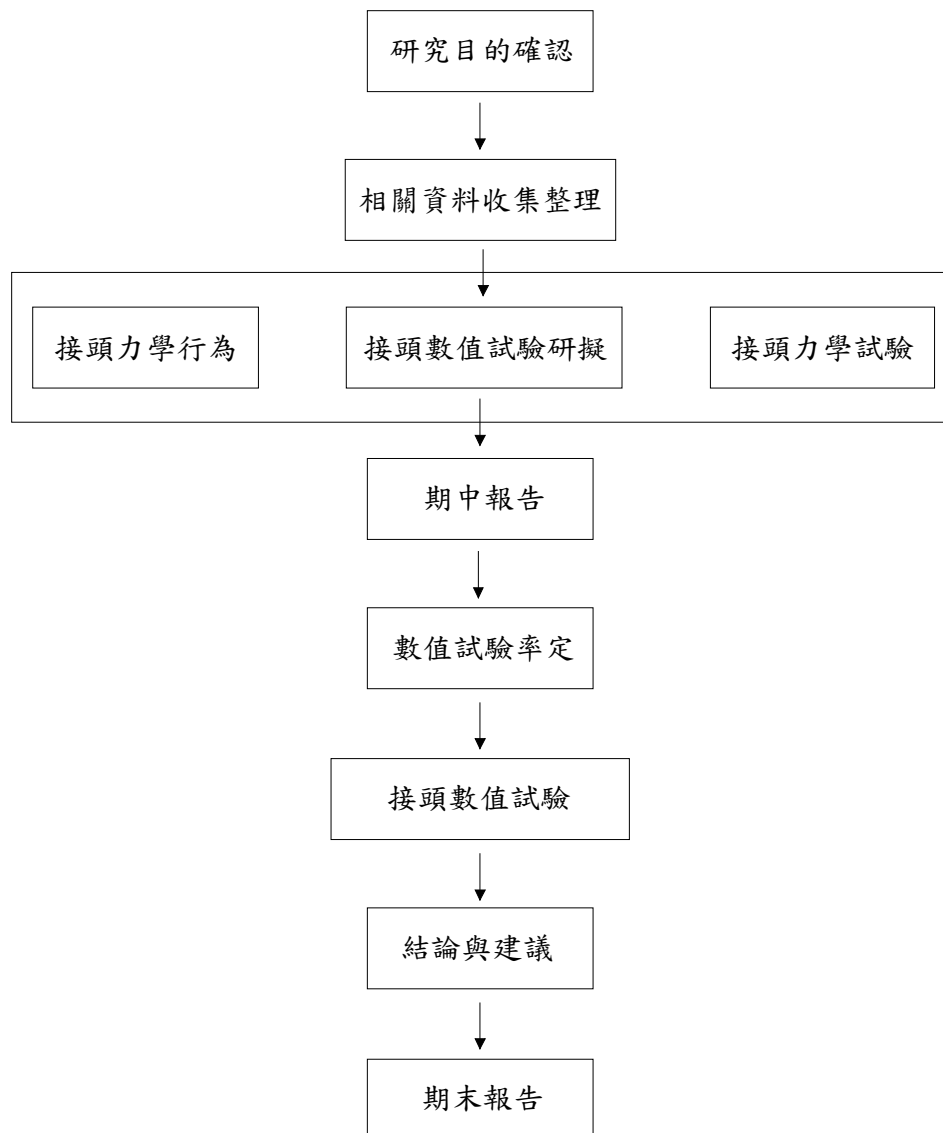 研究目的確認
相關資料收集整理
接頭力學行為
接頭數值試驗研擬
接頭力學試驗
期中報告
數值試驗率定
接頭數值試驗
結論與建議
期末報告